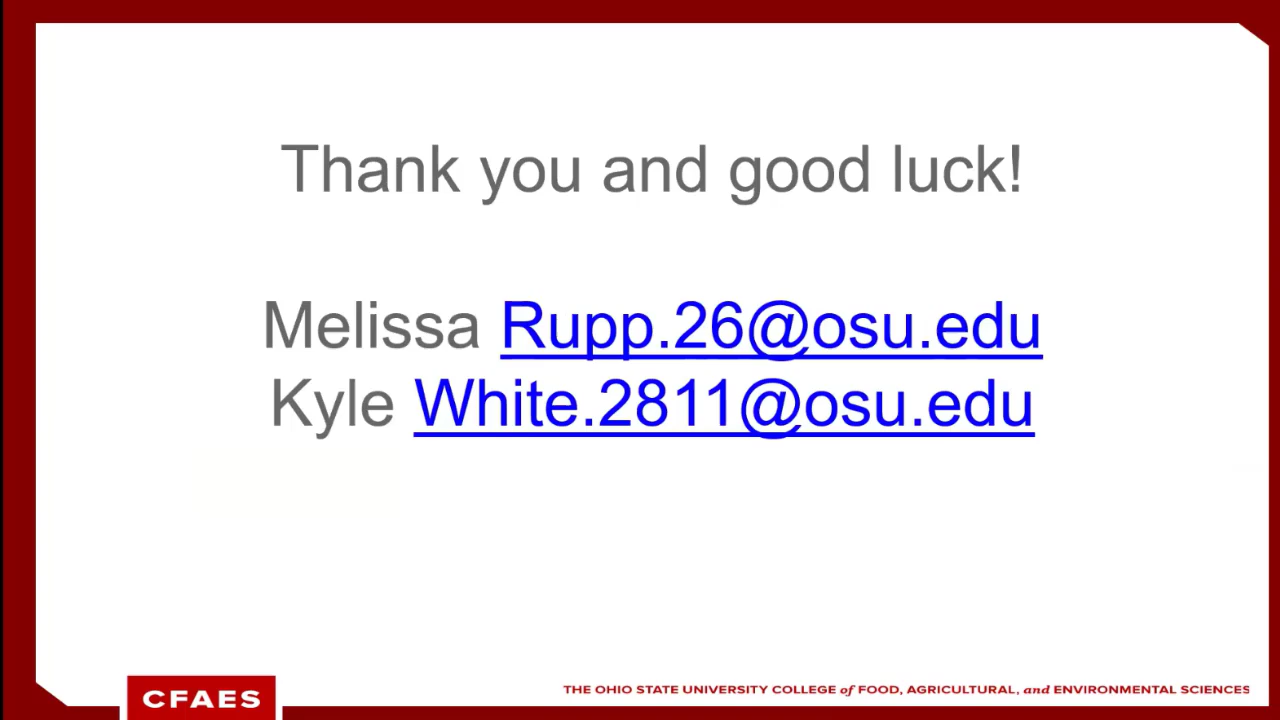 Thank you and good luck!
Melissa Rupp.26@osu.edu
Kyle White.2811@osu.edu
CFAES
THE OHIO STATE UNIVERSITY COLLEGE of FOOD, AGRICULTURAL, and ENVIRONMENTAL SCIENCES